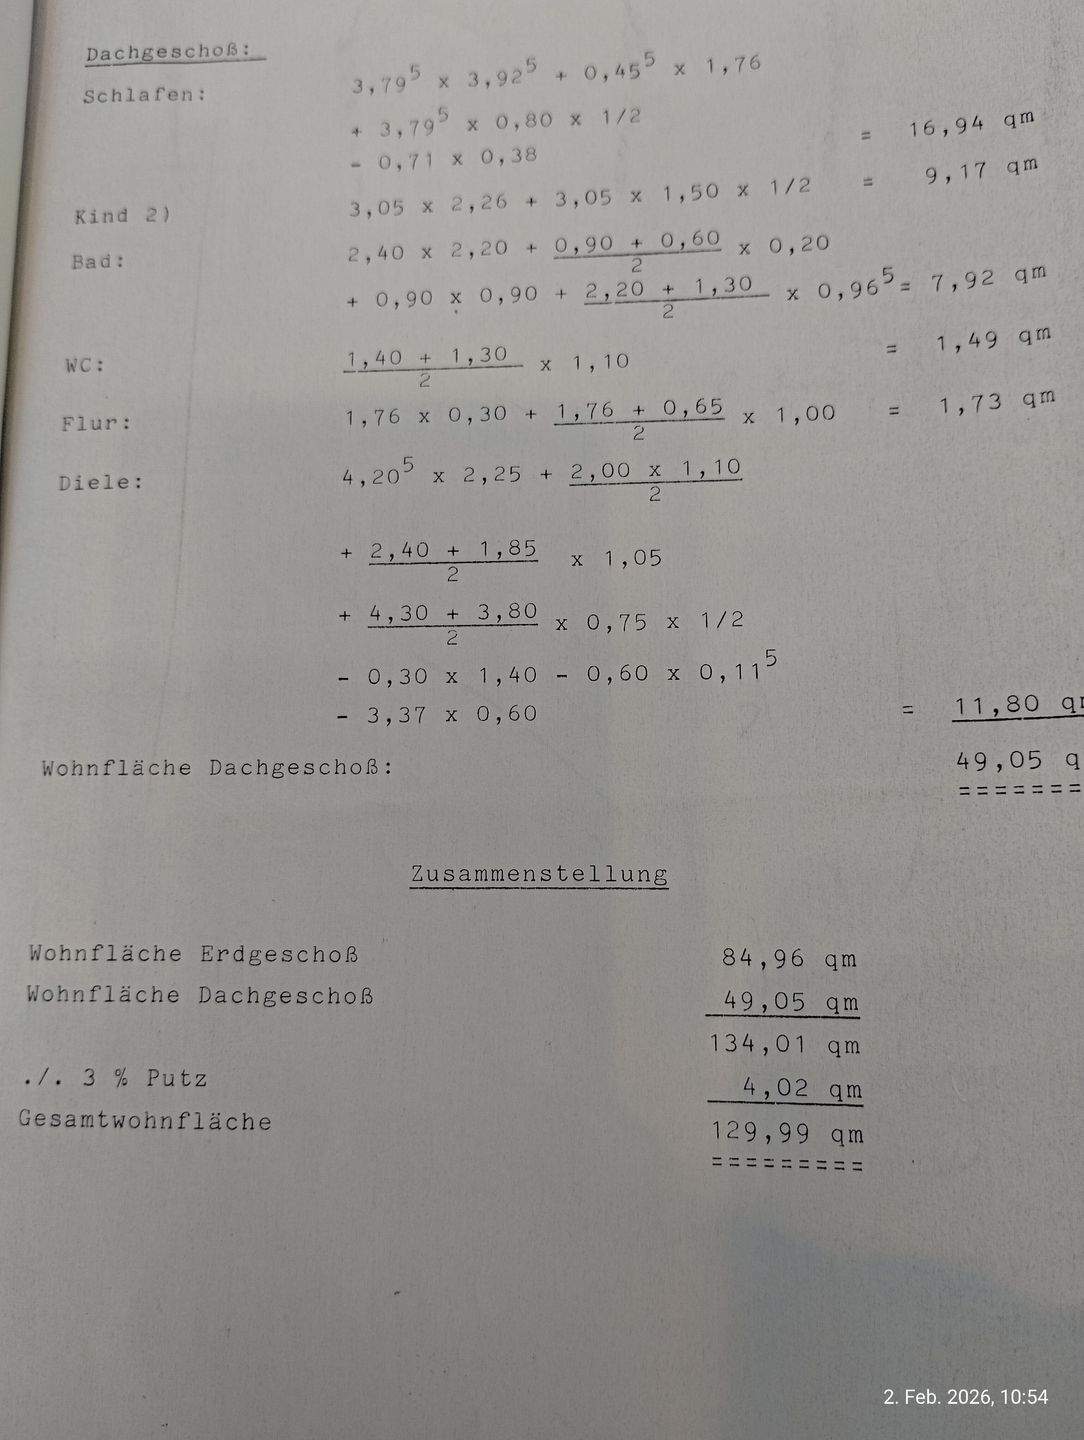 Dachgeschoß:
Schlafen: 3,79⁵ x 3,92⁵ + 0,45⁵ x 1,76
+ 3,79⁵ x 0,80 x 1/2
- 0,71 x 0,38 = 16,94 qm
Kind 2) 3,05 x 2,26 + 3,05 x 1,50 x 1/2 = 9,17 qm
Bad: 2,40 x 2,20 + 0,90 + 0,60 x 0,20
2
+ 0,90 x 0,90 + 2,20 + 1,30 x 0,96⁵= 7,92 qm
2
WC: 1,40 + 1,30 x 1,10 = 1,49 qm
2
Flur: 1,76 x 0,30 + 1,76 + 0,65 x 1,00 = 1,73 qm
2
Diele: 4,20⁵ x 2,25 + 2,00 x 1,10
2
+ 2,40 + 1,85 x 1,05
2
+ 4,30 + 3,80 x 0,75 x 1/2
2
- 0,30 x 1,40 - 0,60 x 0,11⁵
- 3,37 x 0,60 = 11,80 q
Wohnfläche Dachgeschoß: 49,05 q
=======
Zusammenstellung
Wohnfläche Erdgeschoß 84,96 qm
Wohnfläche Dachgeschoß 49,05 qm
134,01 qm
./. 3 % Putz 4,02 qm
Gesamtwohnfläche 129,99 qm
=========
2. Feb. 2026, 10:54